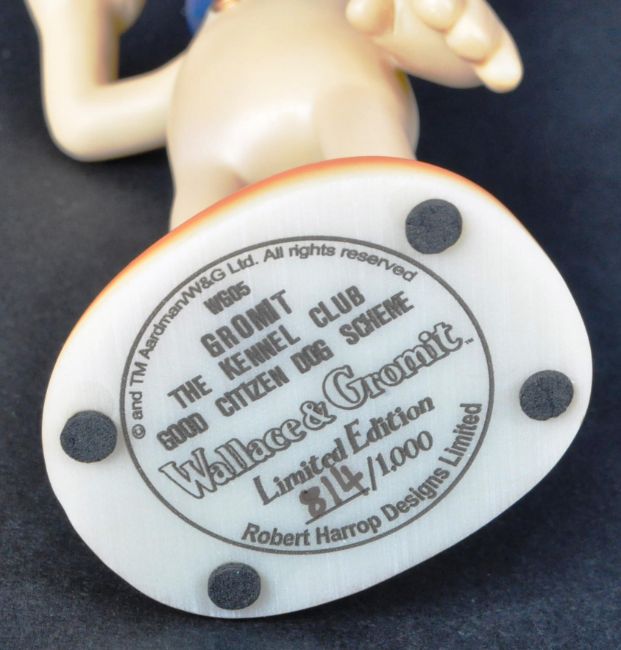 © and TM Aardman/W&G Ltd. All rights reserved
WG05
GROMIT
THE KENNEL CLUB
GOOD CITIZEN DOG SCHEME
Wallace & Gromit™
Limited Edition
814/1,000
Robert Harrop Designs Limited